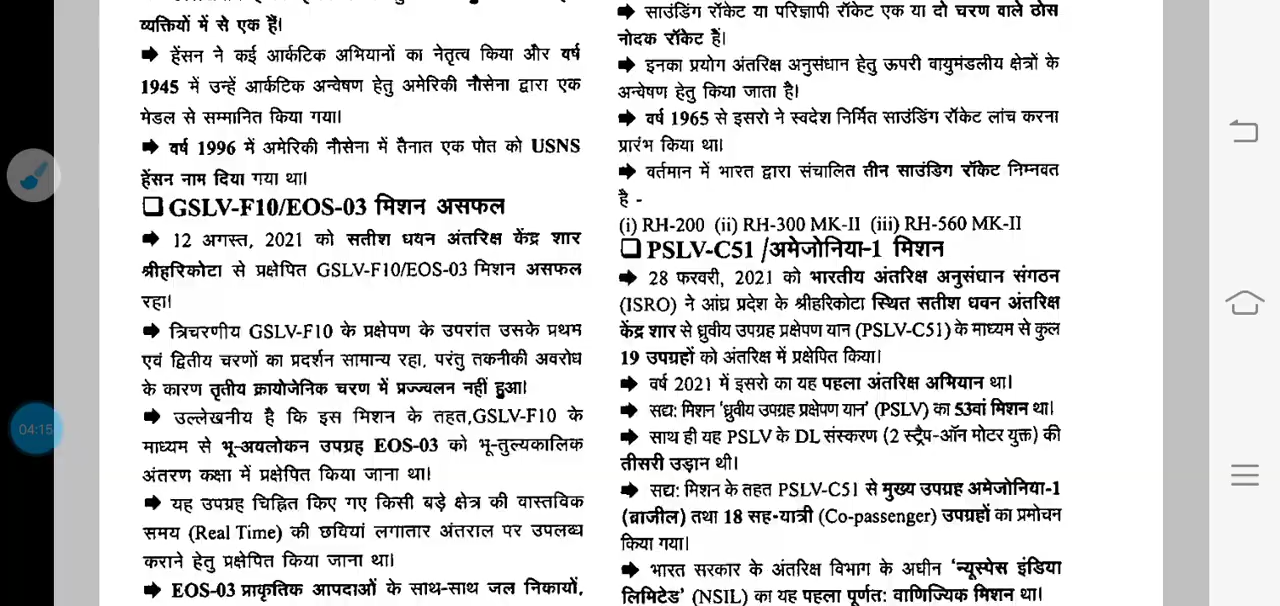 व्यक्तियों में से एक हैं।
➡ हेंसन ने कई आर्कटिक अभियानों का नेतृत्व किया और वर्ष
1945 में उन्हें आर्कटिक अन्वेषण हेतु अमेरिकी नौसेना द्वारा एक
मेडल से सम्मानित किया गया।
➡ वर्ष 1996 में अमेरिकी नौसेना में तैनात एक पोत को USNS
हेंसन नाम दिया गया था।
❑ GSLV-F10/EOS-03 मिशन असफल
➡ 12 अगस्त, 2021 को सतीश धवन अंतरिक्ष केंद्र शार
श्रीहरिकोटा से प्रक्षेपित GSLV-F10/EOS-03 मिशन असफल
रहा।
➡ त्रिचरणीय GSLV-F10 के प्रक्षेपण के उपरांत उसके प्रथम
एवं द्वितीय चरणों का प्रदर्शन सामान्य रहा, परंतु तकनीकी अवरोध
के कारण तृतीय क्रायोजेनिक चरण में प्रज्ज्वलन नहीं हुआ।
➡ उल्लेखनीय है कि इस मिशन के तहत,GSLV-F10 के
माध्यम से भू-अवलोकन उपग्रह EOS-03 को भू-तुल्यकालिक
अंतरण कक्षा में प्रक्षेपित किया जाना था।
➡ यह उपग्रह चिह्नित किए गए किसी बड़े क्षेत्र की वास्तविक
समय (Real Time) की छवियां लगातार अंतराल पर उपलब्ध
कराने हेतु प्रक्षेपित किया जाना था।
➡ EOS-03 प्राकृतिक आपदाओं के साथ-साथ जल निकायों,
➡ साउंडिंग रॉकेट या परिज्ञापी रॉकेट एक या दो चरण वाले ठोस
नोदक रॉकेट हैं।
➡ इनका प्रयोग अंतरिक्ष अनुसंधान हेतु ऊपरी वायुमंडलीय क्षेत्रों के
अन्वेषण हेतु किया जाता है।
➡ वर्ष 1965 से इसरो ने स्वदेश निर्मित साउंडिंग रॉकेट लांच करना
प्रारंभ किया था।
➡ वर्तमान में भारत द्वारा संचालित तीन साउंडिंग रॉकेट निम्नवत
है -
(i) RH-200 (ii) RH-300 MK-II (iii) RH-560 MK-II
❑ PSLV-C51 /अमेजोनिया-1 मिशन
➡ 28 फरवरी, 2021 को भारतीय अंतरिक्ष अनुसंधान संगठन
(ISRO) ने आंध्र प्रदेश के श्रीहरिकोटा स्थित सतीश धवन अंतरिक्ष
केंद्र शार से ध्रुवीय उपग्रह प्रक्षेपण यान (PSLV-C51) के माध्यम से कुल
19 उपग्रहों को अंतरिक्ष में प्रक्षेपित किया।
➡ वर्ष 2021 में इसरो का यह पहला अंतरिक्ष अभियान था।
➡ सद्य: मिशन 'ध्रुवीय उपग्रह प्रक्षेपण यान' (PSLV) का 53वां मिशन था।
➡ साथ ही यह PSLV के DL संस्करण (2 स्ट्रैप-ऑन मोटर युक्त) की
तीसरी उड़ान थी।
➡ सद्य: मिशन के तहत PSLV-C51 से मुख्य उपग्रह अमेजोनिया-1
(ब्राजील) तथा 18 सह-यात्री (Co-passenger) उपग्रहों का प्रमोचन
किया गया।
➡ भारत सरकार के अंतरिक्ष विभाग के अधीन 'न्यूस्पेस इंडिया
लिमिटेड' (NSIL) का यह पहला पूर्णत: वाणिज्यिक मिशन था।
04:15